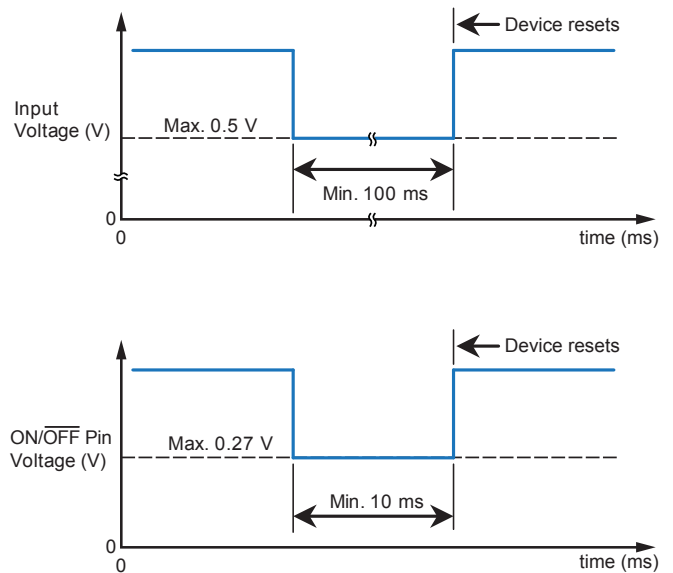 Device resets
Input
Voltage (V)
Max. 0.5 V
Min. 100 ms
0
0
time (ms)
Device resets
ON/OFF Pin
Voltage (V)
Max. 0.27 V
Min. 10 ms
0
0
time (ms)